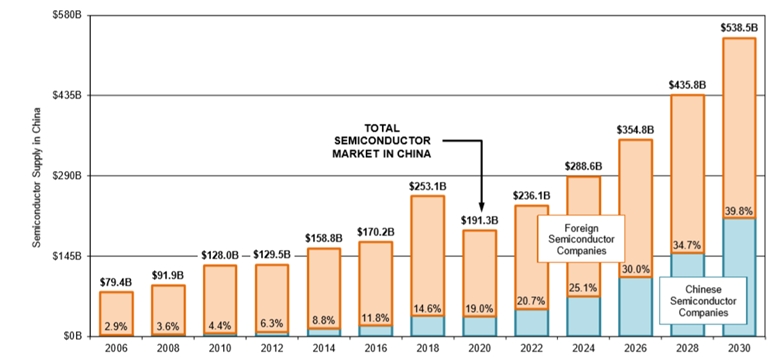 $580B
$435B
$290B
$145B
$0B
Semiconductor Supply in China
TOTAL
SEMICONDUCTOR
MARKET IN CHINA
$79.4B
$91.9B
$128.0B
$129.5B
$158.8B
$170.2B
$253.1B
$191.3B
$236.1B
$288.6B
$354.8B
$435.8B
$538.5B
Foreign
Semiconductor
Companies
Chinese
Semiconductor
Companies
2.9%
3.6%
4.4%
6.3%
8.8%
11.8%
14.6%
19.0%
20.7%
25.1%
30.0%
34.7%
39.8%
2006
2008
2010
2012
2014
2016
2018
2020
2022
2024
2026
2028
2030